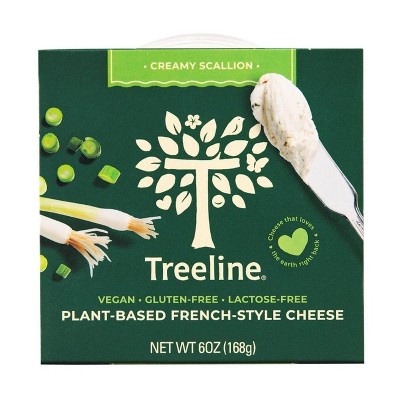 • CREAMY SCALLION •
Cheese that loves
the earth right back
Treeline®
VEGAN • GLUTEN-FREE • LACTOSE-FREE
PLANT-BASED FRENCH-STYLE CHEESE
NET WT 6OZ (168g)